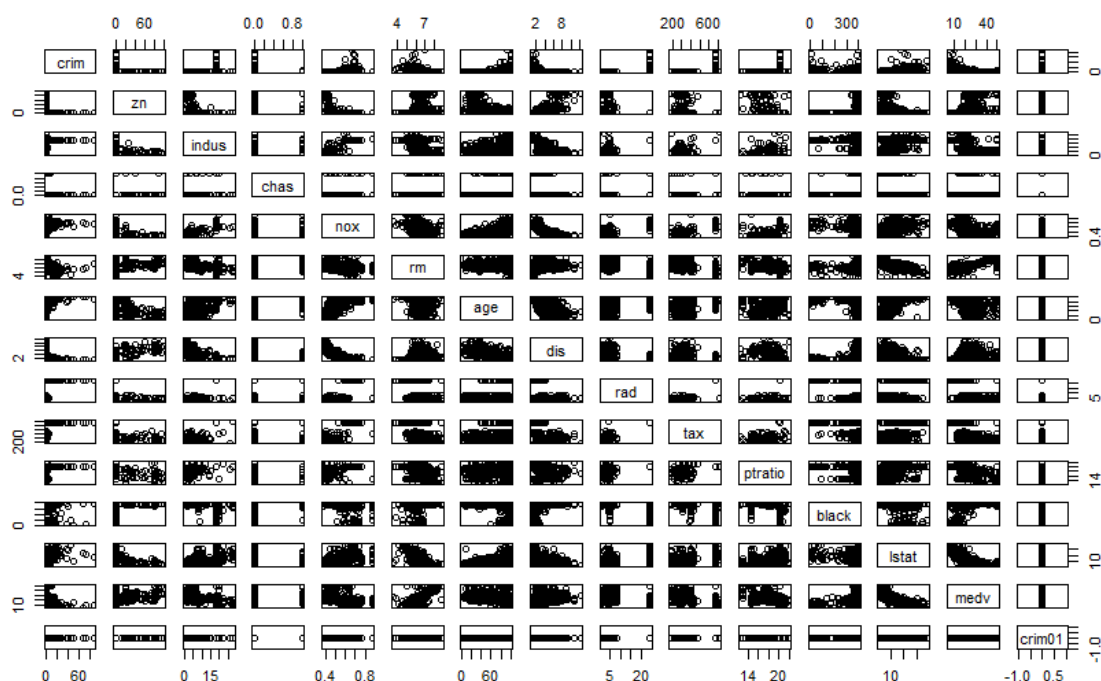 0 60 0.0 0.8 4 7 2 8 200 600 0 300 10 40
crim 0
0 zn
indus 0
0.0 chas
nox 0.4
4 rm
age 0
2 dis
rad 5
200 tax
ptratio 14
0 black
lstat 10
10 medv
crim01 -1.0
0 60 0 15 0.4 0.8 0 60 5 20 14 20 10 -1.0 0.5